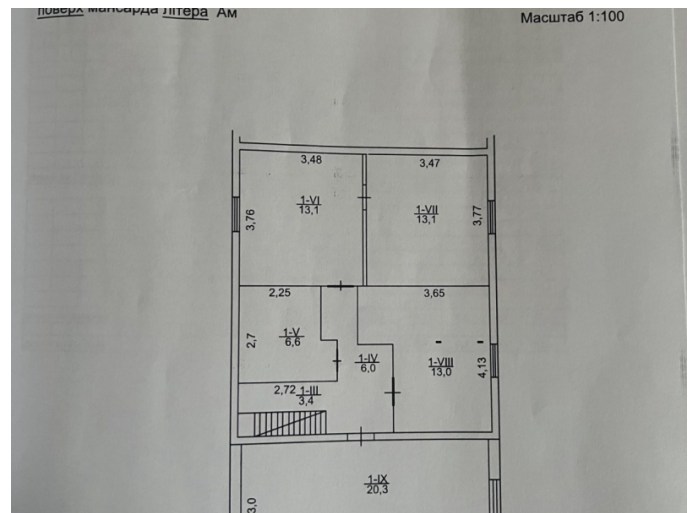 поверх мансарда літера Ам
Масштаб 1:100
3,48
3,47
1-VI
13,1
1-VII
13,1
3,76
3,77
2,25
3,65
1-V
6,6
2,7
1-IV
6,0
1-VIII
13,0
4,13
2,72
1-III
3,4
1-IX
20,3
3,0